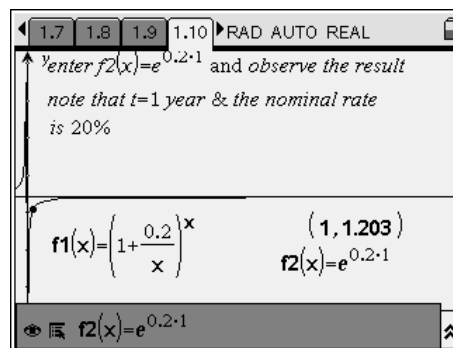 1.7 1.8 1.9 1.10 RAD AUTO REAL
y enter f2(x)=e^0.2·1 and observe the result
note that t=1 year & the nominal rate
is 20%
f1(x)=(1+0.2/x)^x (1,1.203)
f2(x)=e^0.2·1
f2(x)=e^0.2·1